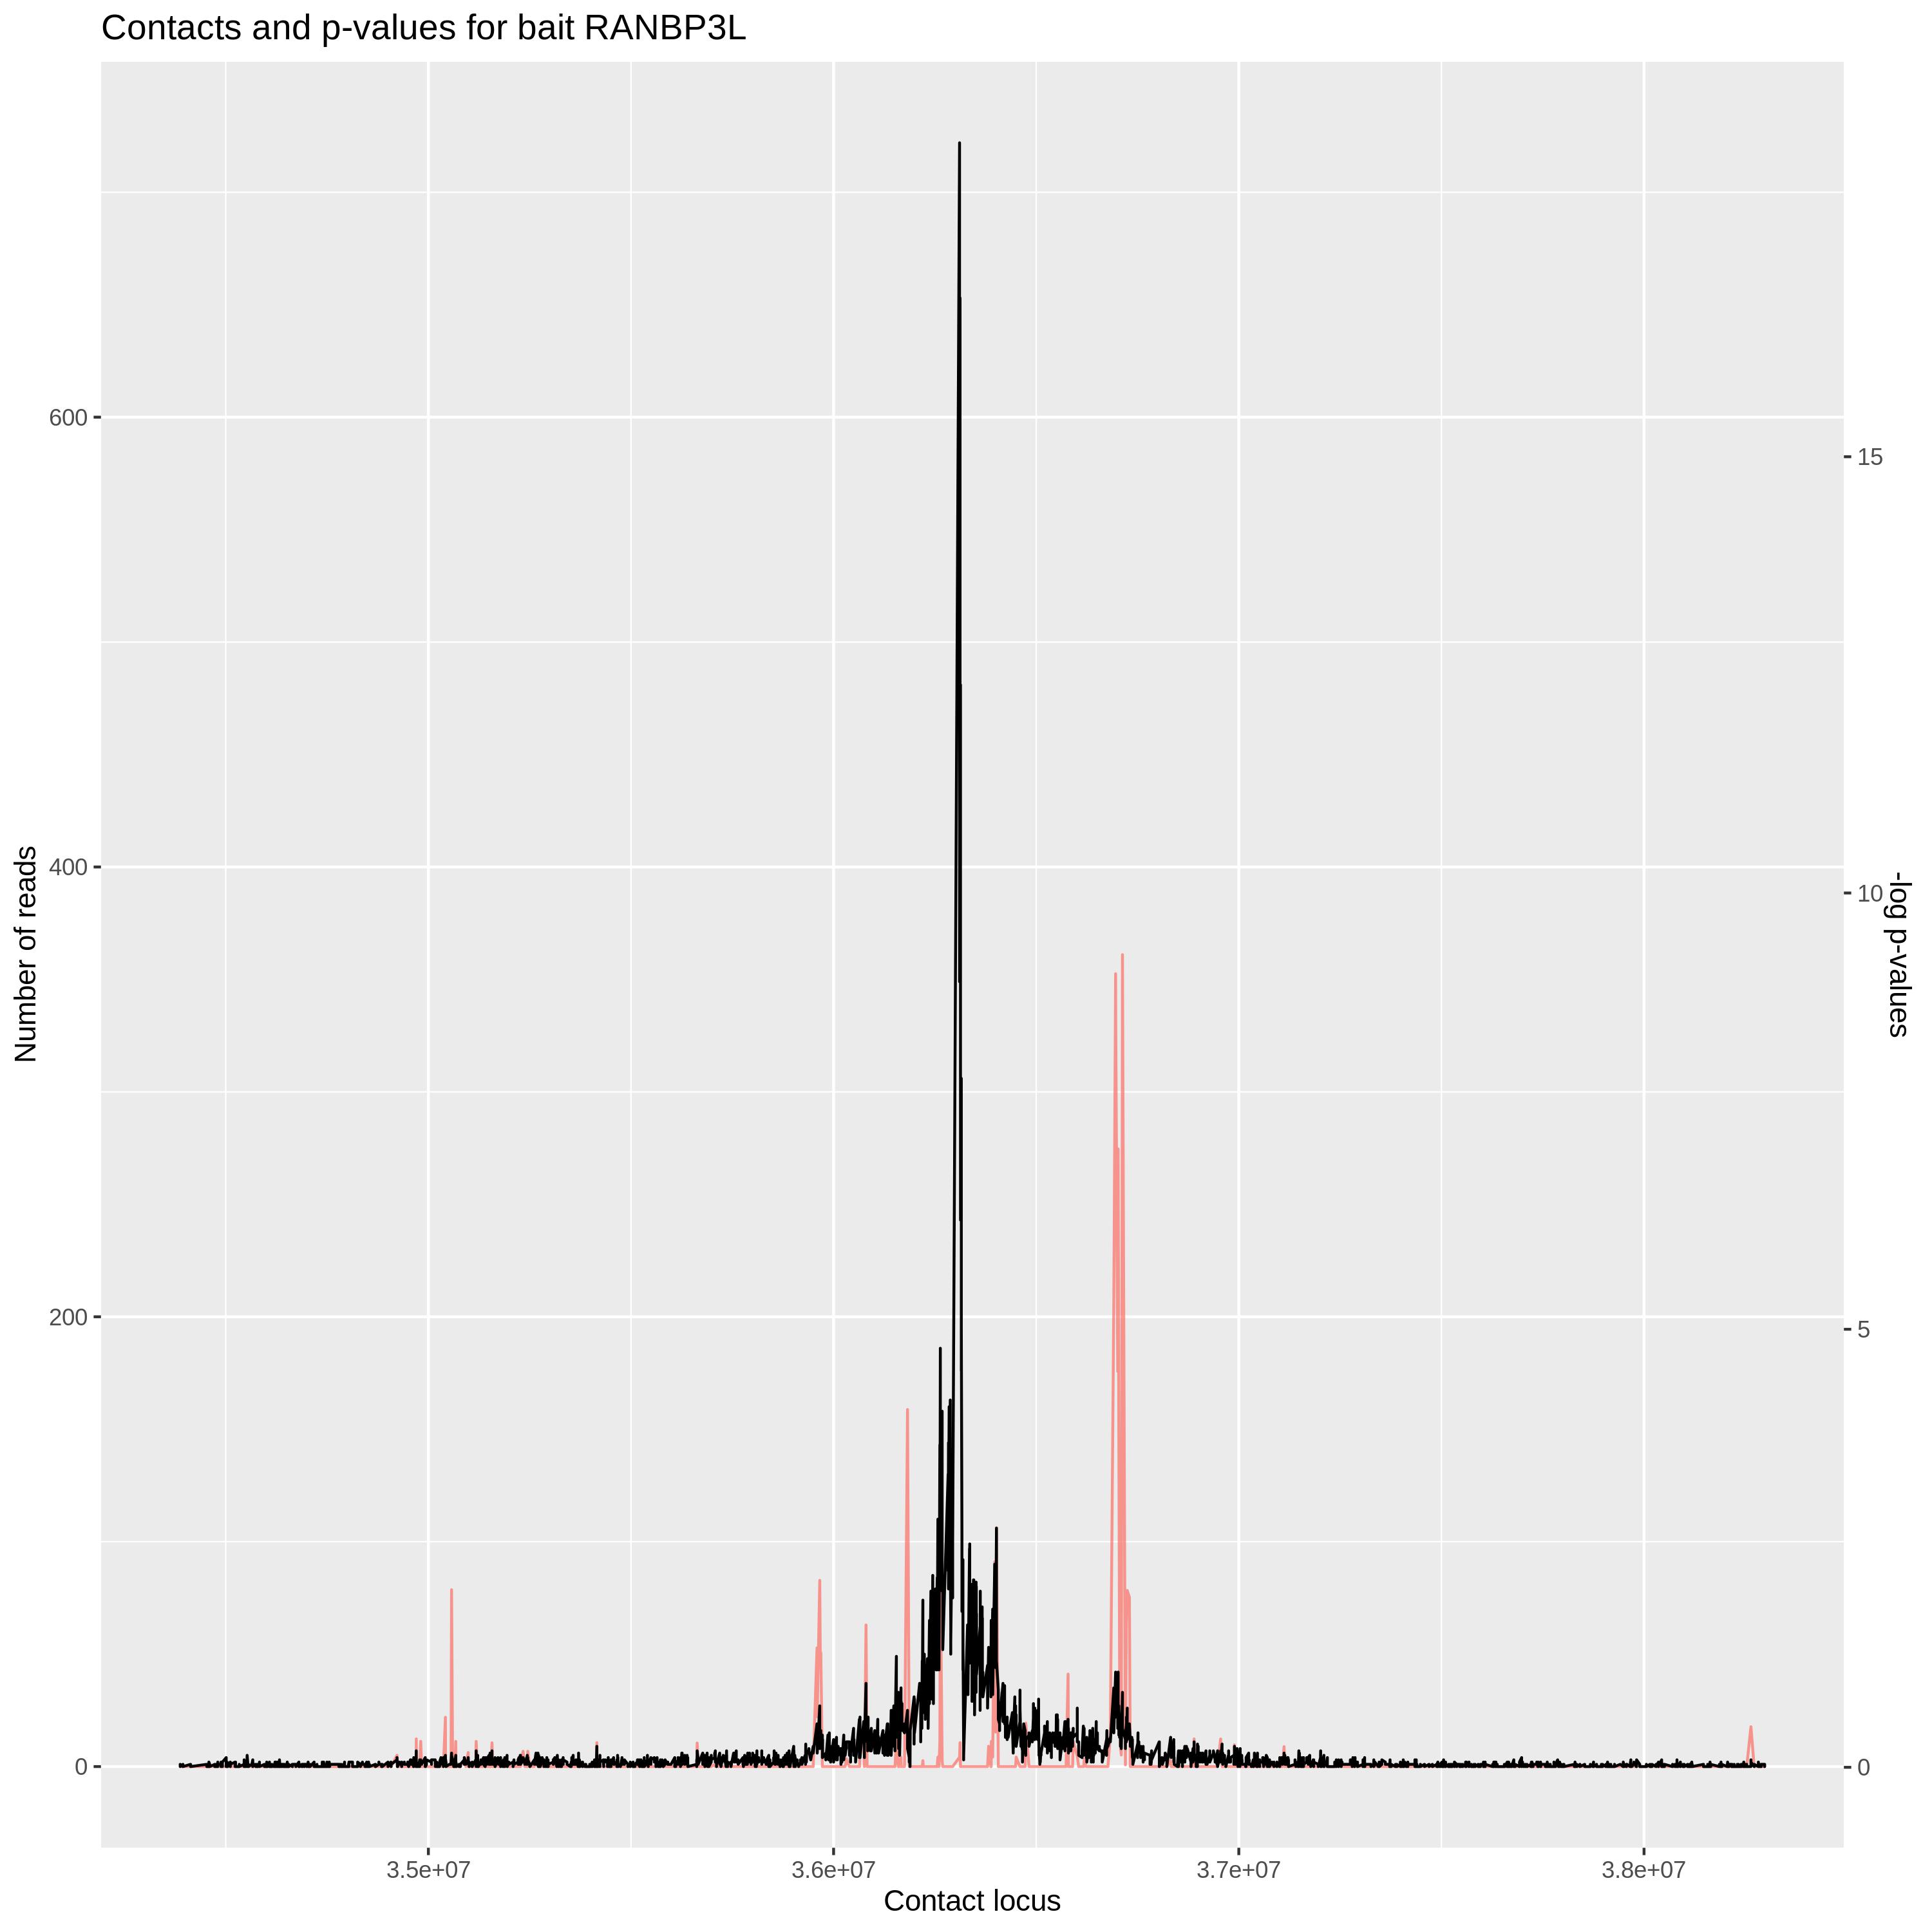 Contacts and p-values for bait RANBP3L
600
400
200
0
15
10
5
0
Number of reads
-log p-values
3.5e+07
3.6e+07
3.7e+07
3.8e+07
Contact locus